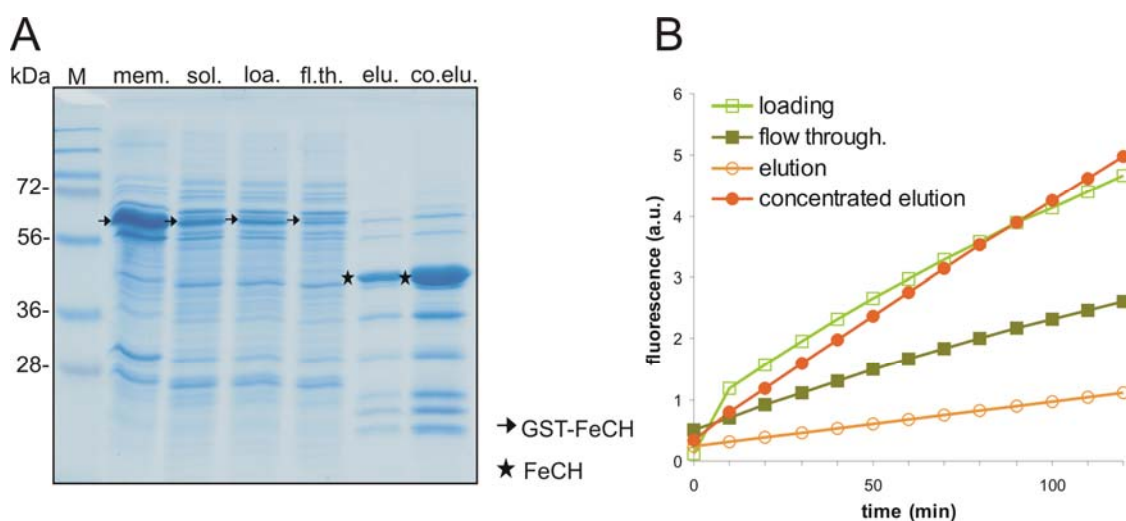 A
kDa M mem. sol. loa. fl.th. elu. co.elu.
72-
56-
36-
28-
GST-FeCH
FeCH
B
fluorescence (a.u.)
6
5
4
3
2
1
0
loading
flow through.
elution
concentrated elution
0 50 100
time (min)